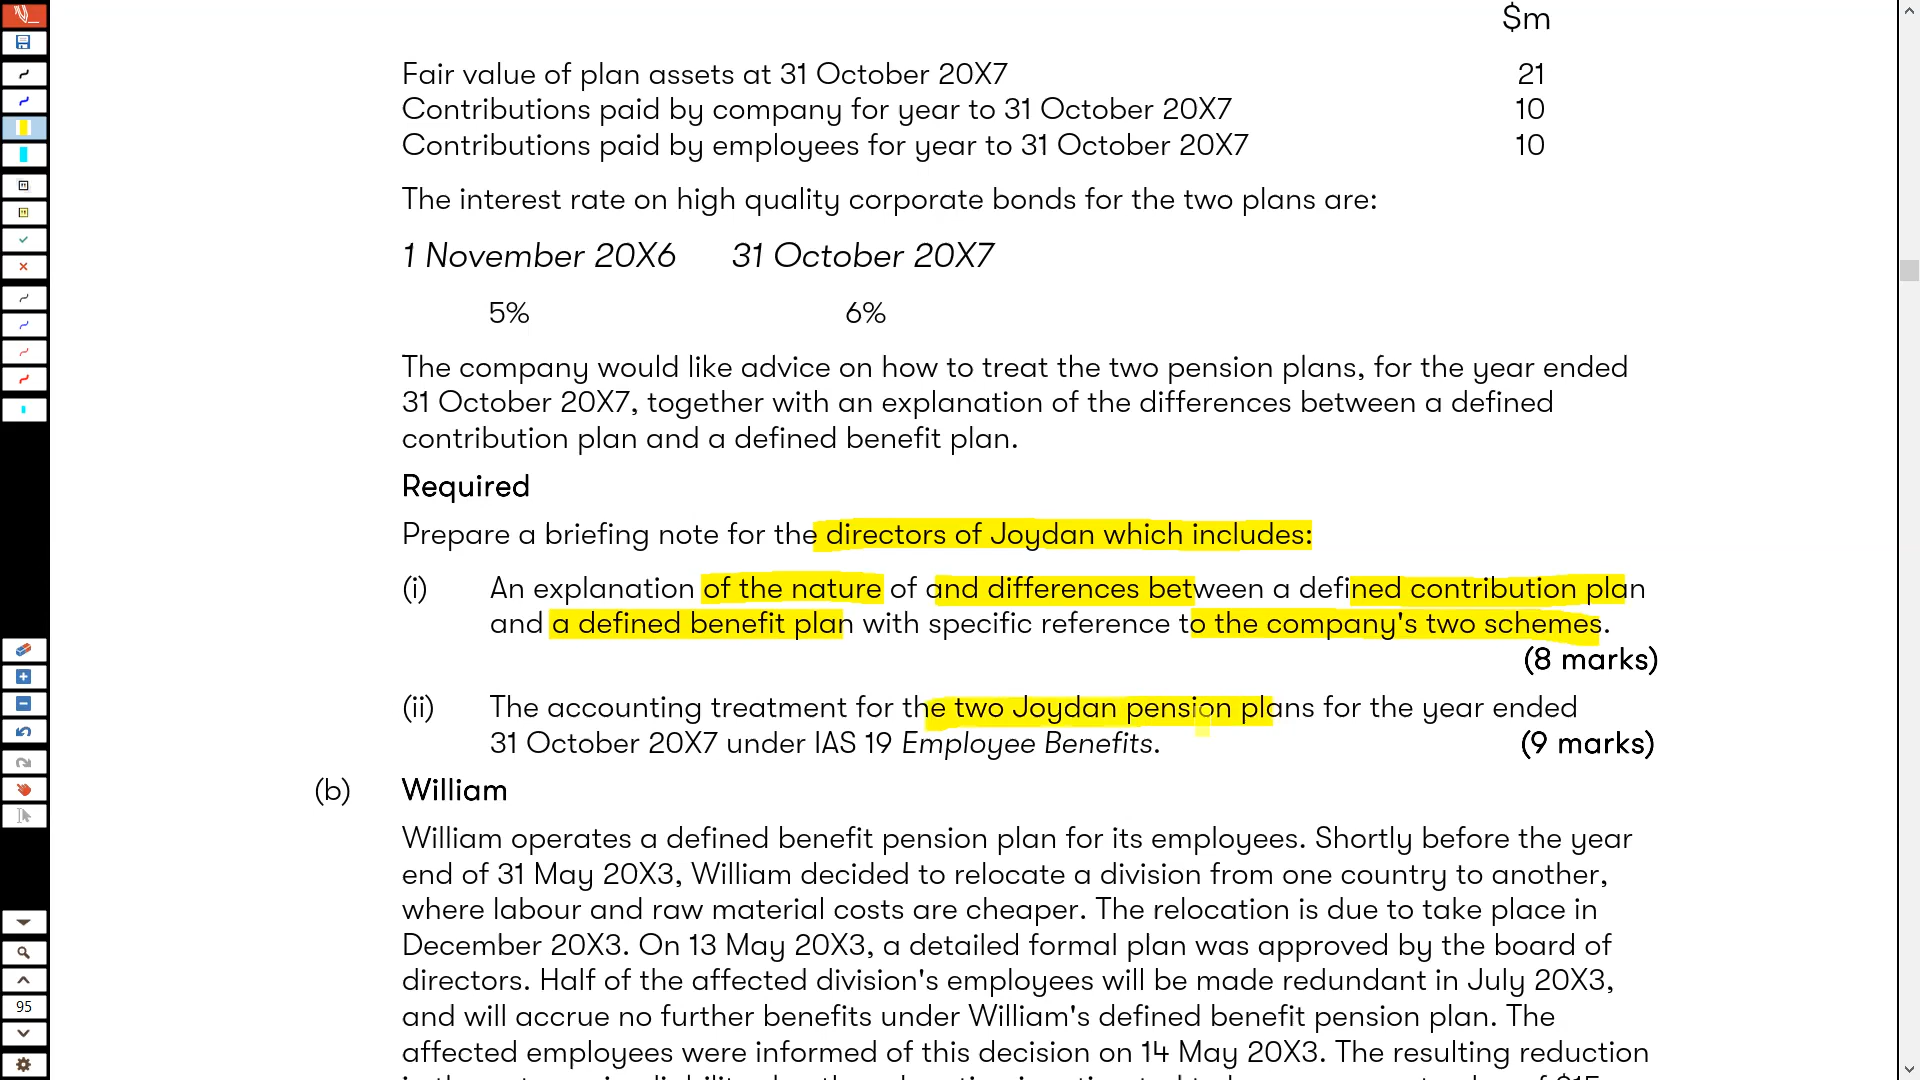 $m
Fair value of plan assets at 31 October 20X7 21
Contributions paid by company for year to 31 October 20X7 10
Contributions paid by employees for year to 31 October 20X7 10
The interest rate on high quality corporate bonds for the two plans are:
1 November 20X6 31 October 20X7
5% 6%
The company would like advice on how to treat the two pension plans, for the year ended
31 October 20X7, together with an explanation of the differences between a defined
contribution plan and a defined benefit plan.
Required
Prepare a briefing note for the directors of Joydan which includes:
(i) An explanation of the nature of and differences between a defined contribution plan
and a defined benefit plan with specific reference to the company's two schemes.
(8 marks)
(ii) The accounting treatment for the two Joydan pension plans for the year ended
31 October 20X7 under IAS 19 Employee Benefits. (9 marks)
(b) William
William operates a defined benefit pension plan for its employees. Shortly before the year
end of 31 May 20X3, William decided to relocate a division from one country to another,
where labour and raw material costs are cheaper. The relocation is due to take place in
December 20X3. On 13 May 20X3, a detailed formal plan was approved by the board of
95
directors. Half of the affected division's employees will be made redundant in July 20X3,
and will accrue no further benefits under William's defined benefit pension plan. The
affected employees were informed of this decision on 14 May 20X3. The resulting reduction